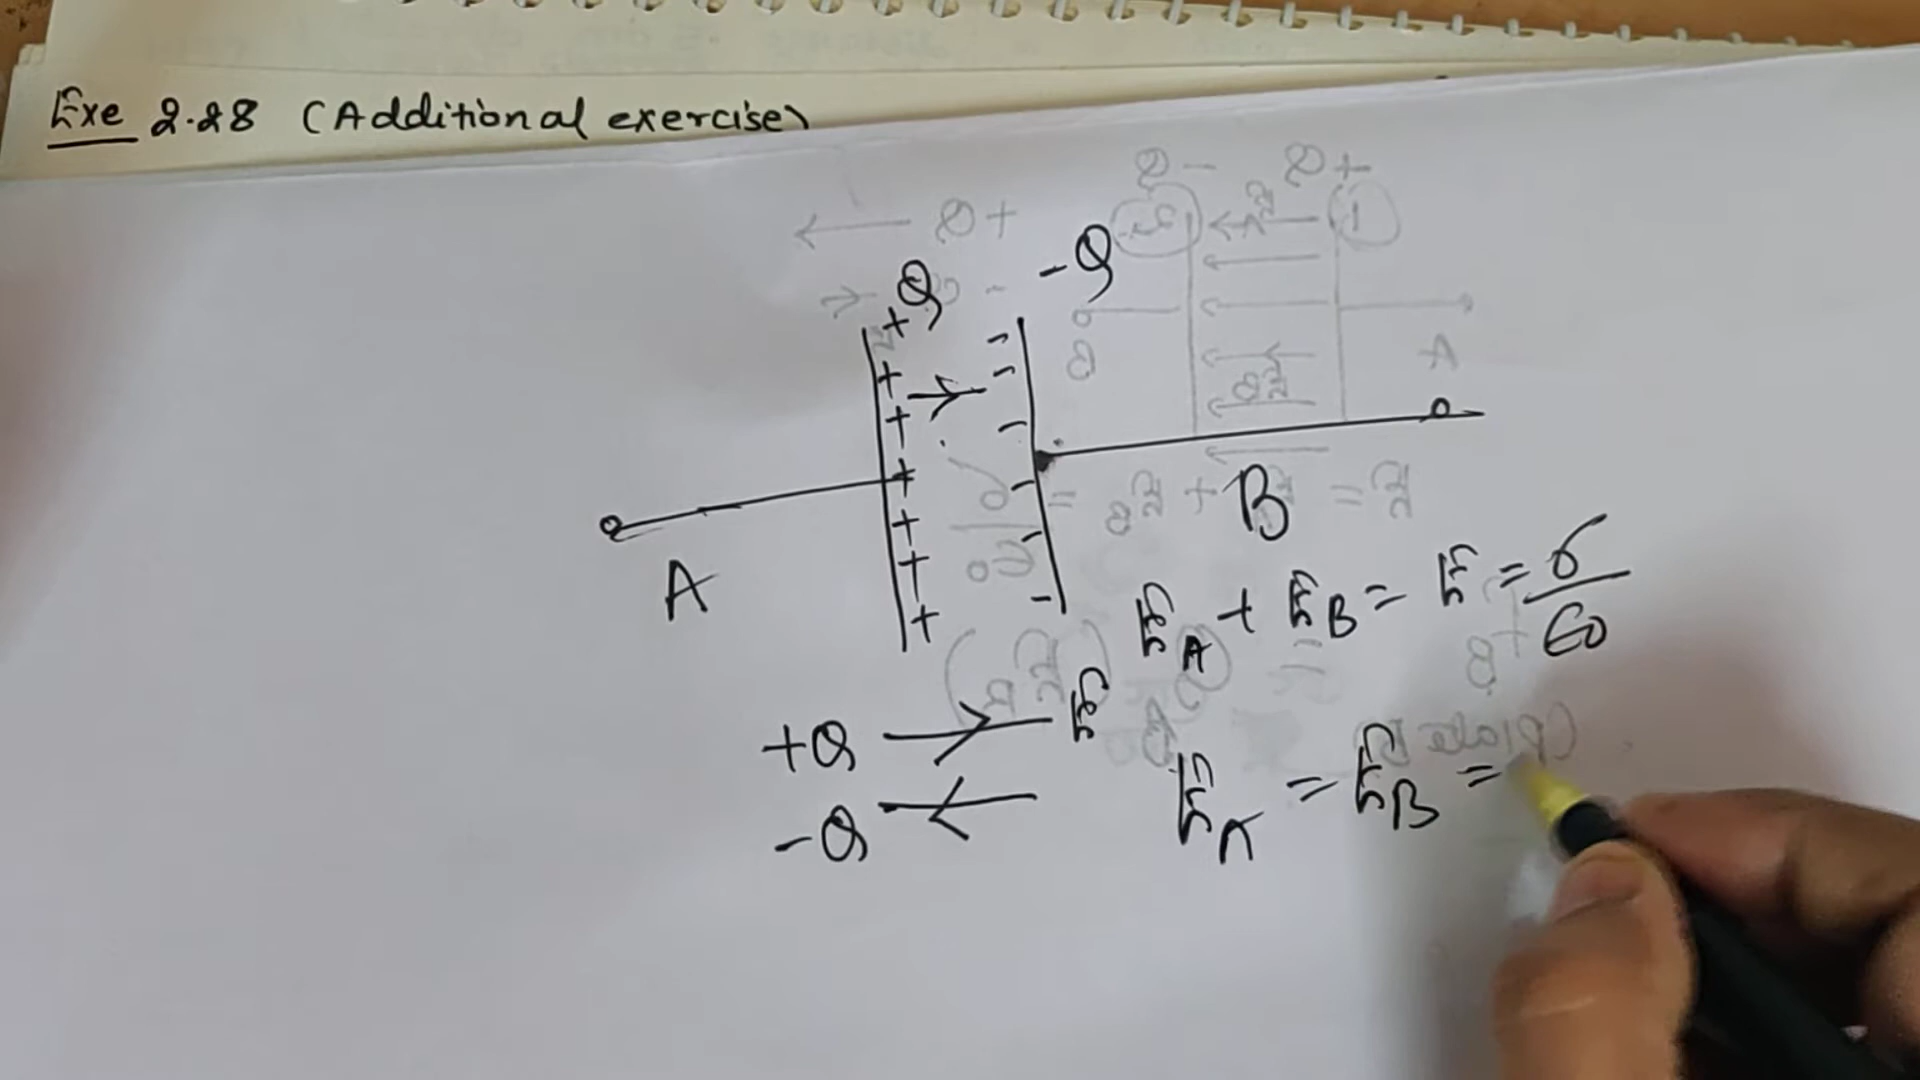 Exe 2.28 (Additional exercise)
Q -Q
A
B
E_A + E_B = E = σ/ε0
+Q → E
-Q ←
E_A = E_B =